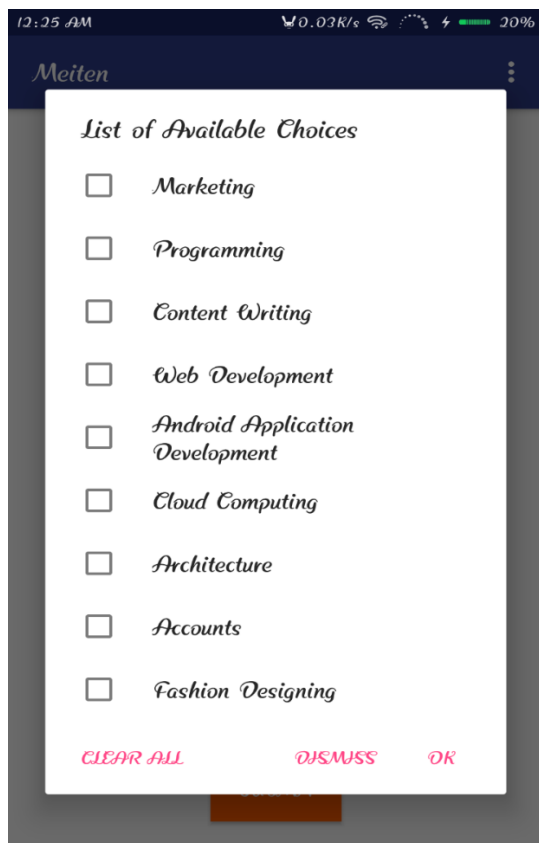 12:25 AM 0.03K/s 20%
Meiten
List of Available Choices
Marketing
Programming
Content Writing
Web Development
Android Application
Development
Cloud Computing
Architecture
Accounts
Fashion Designing
CLEAR ALL DISMISS OK